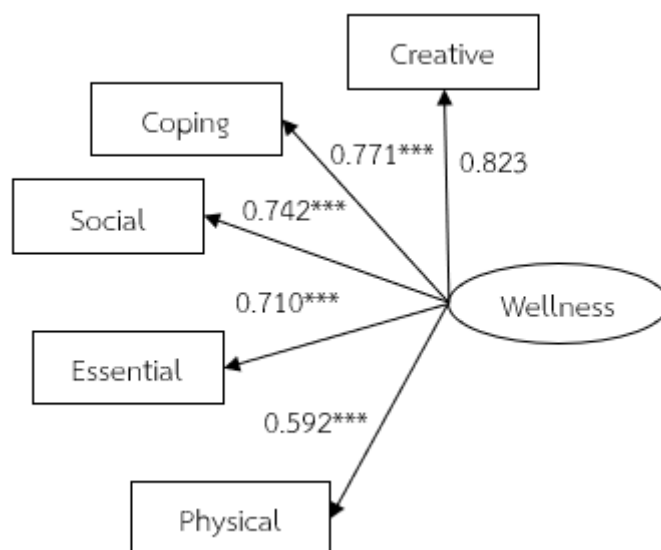 Creative
Coping
0.771***
0.823
Social
0.742***
0.710***
Wellness
Essential
0.592***
Physical